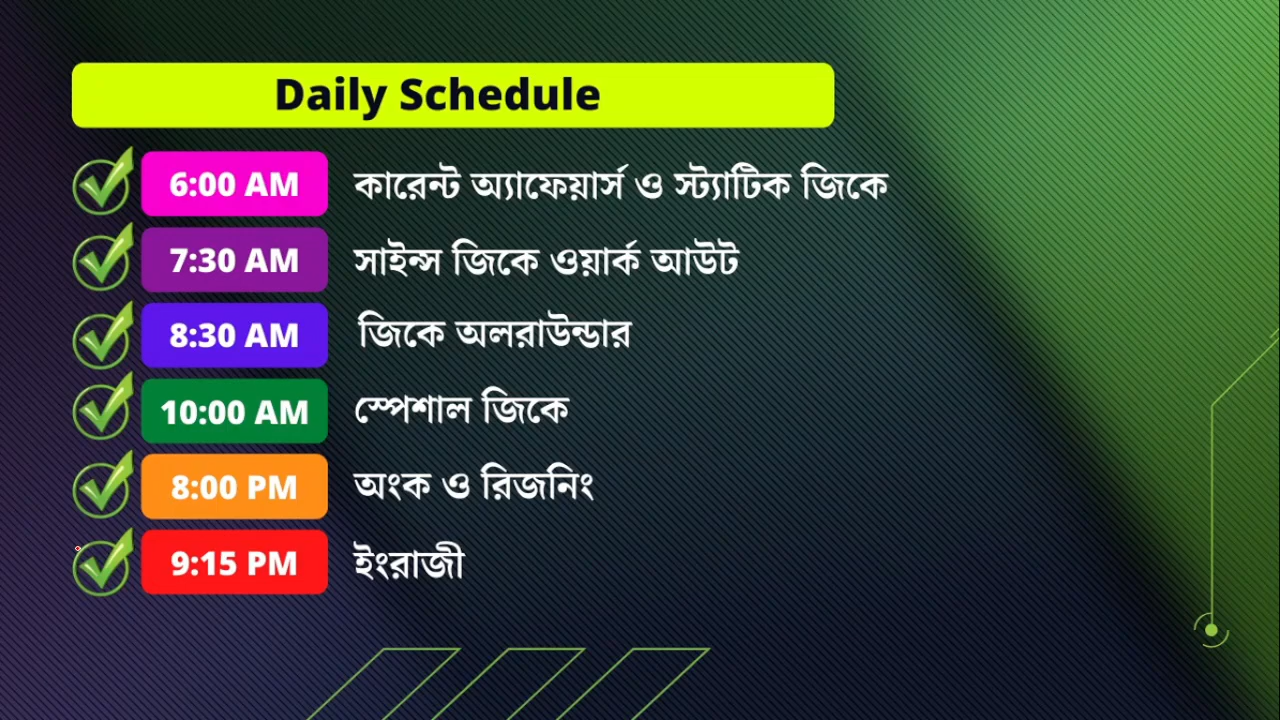 Daily Schedule
6:00 AM কারেন্ট অ্যাফেয়ার্স ও স্ট্যাটিক জিকে
7:30 AM সাইন্স জিকে ওয়ার্ক আউট
8:30 AM জিকে অলরাউন্ডার
10:00 AM স্পেশাল জিকে
8:00 PM অংক ও রিজনিং
9:15 PM ইংরাজী